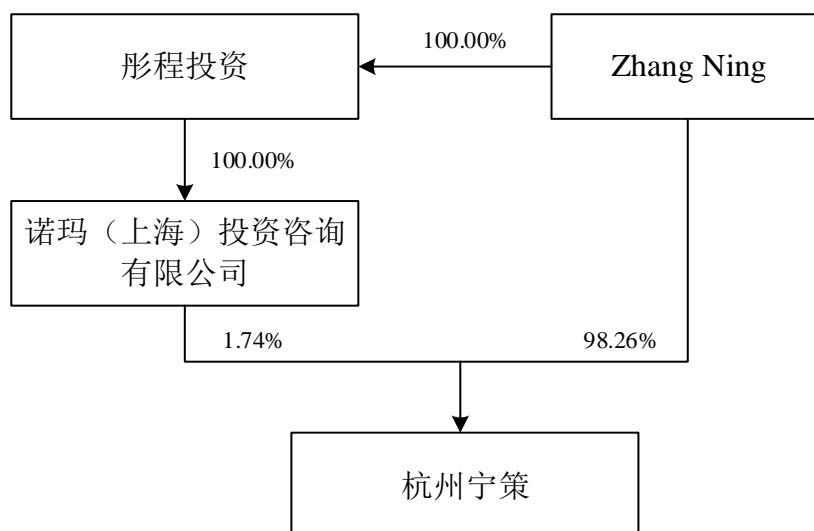 彤程投资
100.00%
Zhang Ning
100.00%
诺玛（上海）投资咨询
有限公司
1.74%
98.26%
杭州宁策